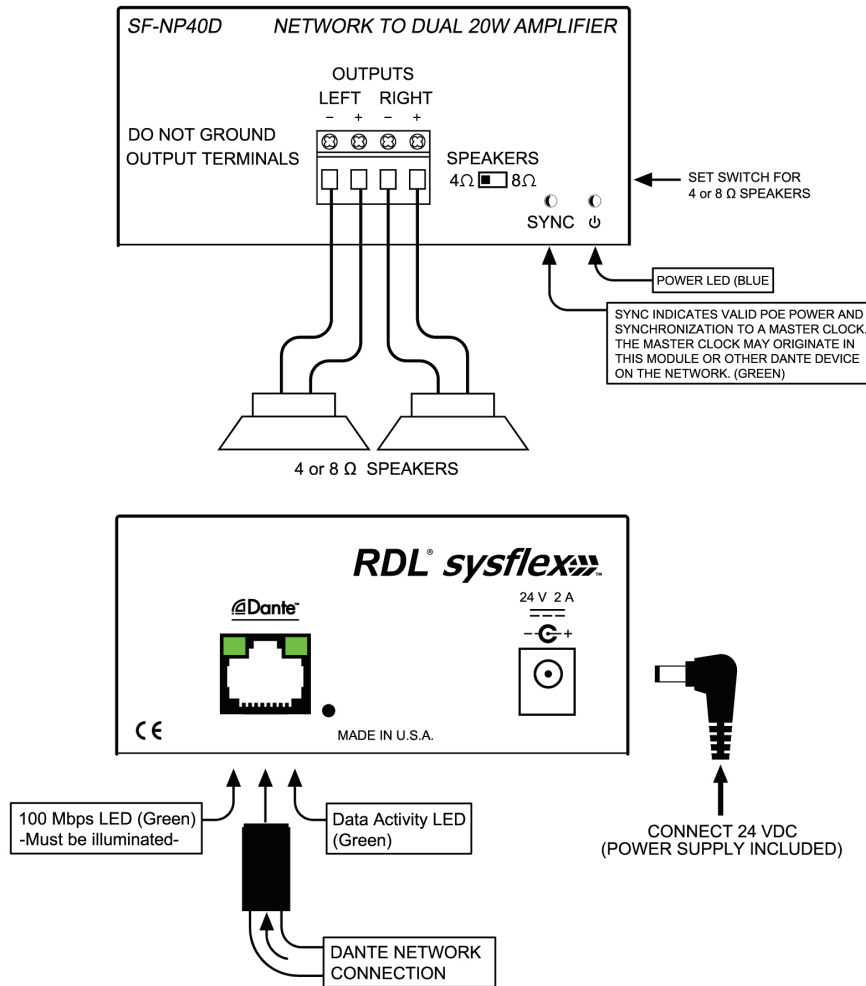 SF-NP40D NETWORK TO DUAL 20W AMPLIFIER
OUTPUTS
LEFT RIGHT
- + - +
DO NOT GROUND
OUTPUT TERMINALS
SPEAKERS
4Ω 8Ω
SYNC
SET SWITCH FOR
4 or 8 Ω SPEAKERS
POWER LED (BLUE
SYNC INDICATES VALID POE POWER AND
SYNCHRONIZATION TO A MASTER CLOCK.
THE MASTER CLOCK MAY ORIGINATE IN
THIS MODULE OR OTHER DANTE DEVICE
ON THE NETWORK. (GREEN)
4 or 8 Ω SPEAKERS
RDL® sysflex™
Dante™
24 V 2 A
- +
CE
MADE IN U.S.A.
100 Mbps LED (Green)
-Must be illuminated-
Data Activity LED
(Green)
CONNECT 24 VDC
(POWER SUPPLY INCLUDED)
DANTE NETWORK
CONNECTION